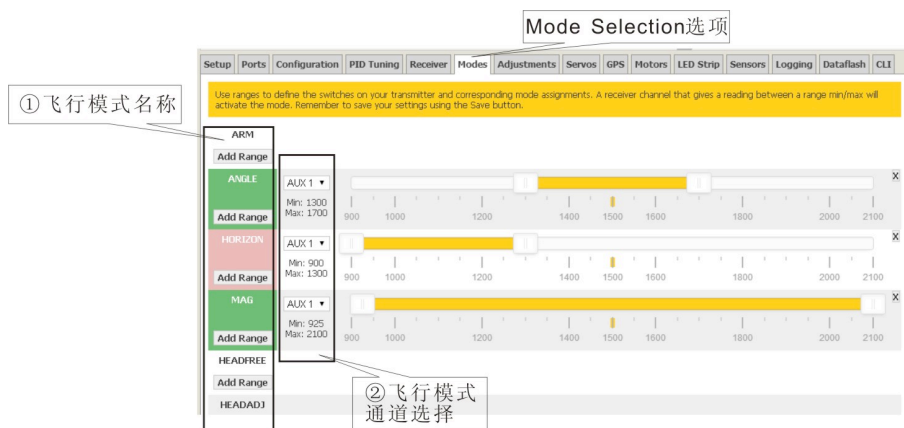 Mode Selection选项
Setup Ports Configuration PID Tuning Receiver Modes Adjustments Servos GPS Motors LED Strip Sensors Logging Dataflash CLI
Use ranges to define the switches on your transmitter and corresponding mode assignments. A receiver channel that gives a reading between a range min/max will
activate the mode. Remember to save your settings using the Save button.
①飞行模式名称
ARM
Add Range
ANGLE
AUX 1
X
Min: 1300
Max: 1700
Add Range
900 1000 1200 1400 1500 1600 1800 2000 2100
HORIZON
AUX 1
X
Min: 900
Max: 1300
Add Range
900 1000 1200 1400 1500 1600 1800 2000 2100
MAG
AUX 1
X
Min: 925
Max: 2100
Add Range
900 1000 1200 1400 1500 1600 1800 2000 2100
HEADFREE
Add Range
HEADADJ
②飞行模式
通道选择